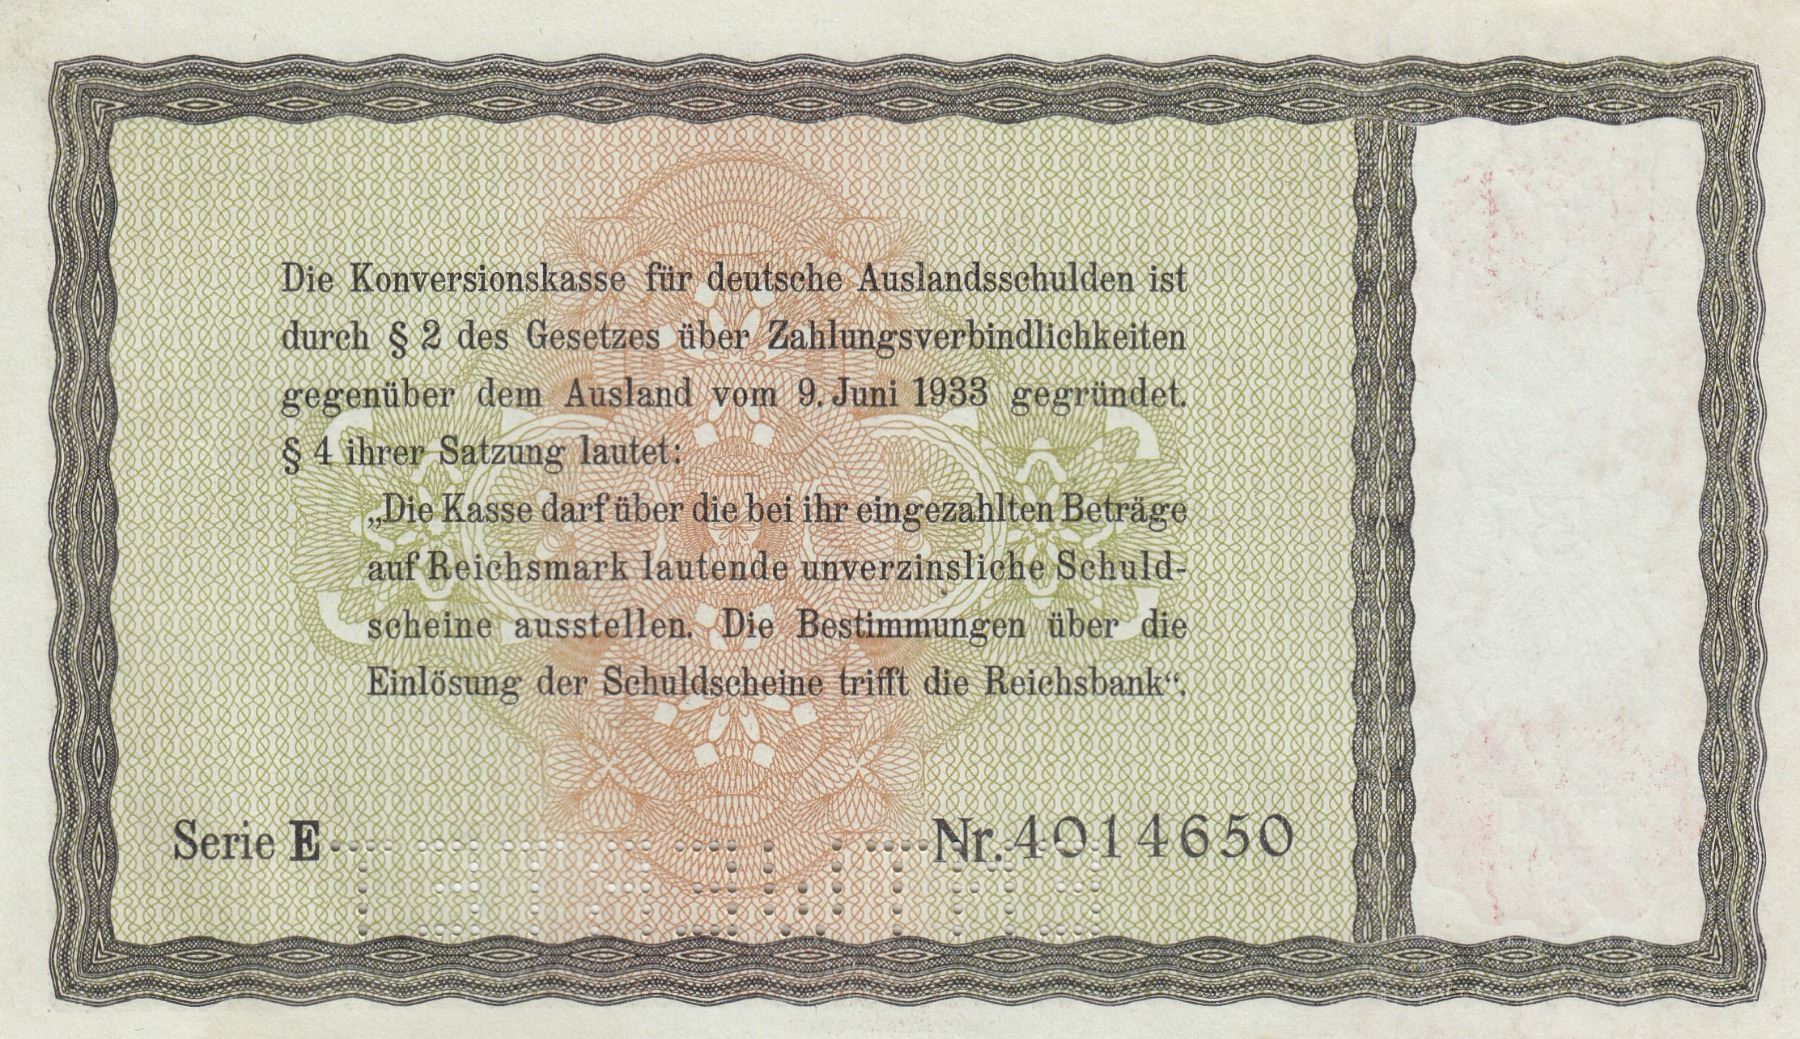 Die Konversionskasse für deutsche Auslandsschulden ist
durch § 2 des Gesetzes über Zahlungsverbindlichkeiten
gegenüber dem Ausland vom 9. Juni 1933 gegründet.
§ 4 ihrer Satzung lautet:
„Die Kasse darf über die bei ihr eingezahlten Beträge
auf Reichsmark lautende unverzinsliche Schuld-
scheine ausstellen. Die Bestimmungen über die
Einlösung der Schuldscheine trifft die Reichsbank“.
Serie E
Nr. 4014650